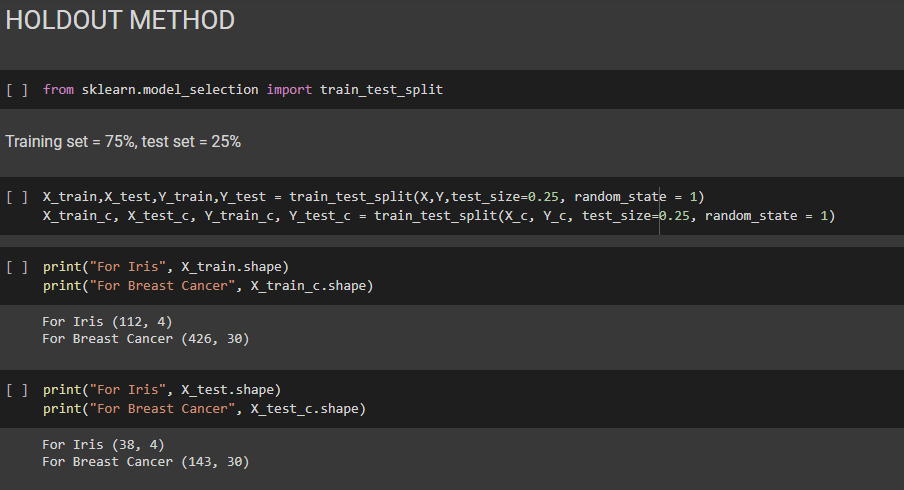 HOLDOUT METHOD
[ ] from sklearn.model_selection import train_test_split
Training set = 75%, test set = 25%
[ ] X_train,X_test,Y_train,Y_test = train_test_split(X,Y,test_size=0.25, random_state = 1)
X_train_c, X_test_c, Y_train_c, Y_test_c = train_test_split(X_c, Y_c, test_size=0.25, random_state = 1)
[ ] print("For Iris", X_train.shape)
print("For Breast Cancer", X_train_c.shape)
For Iris (112, 4)
For Breast Cancer (426, 30)
[ ] print("For Iris", X_test.shape)
print("For Breast Cancer", X_test_c.shape)
For Iris (38, 4)
For Breast Cancer (143, 30)